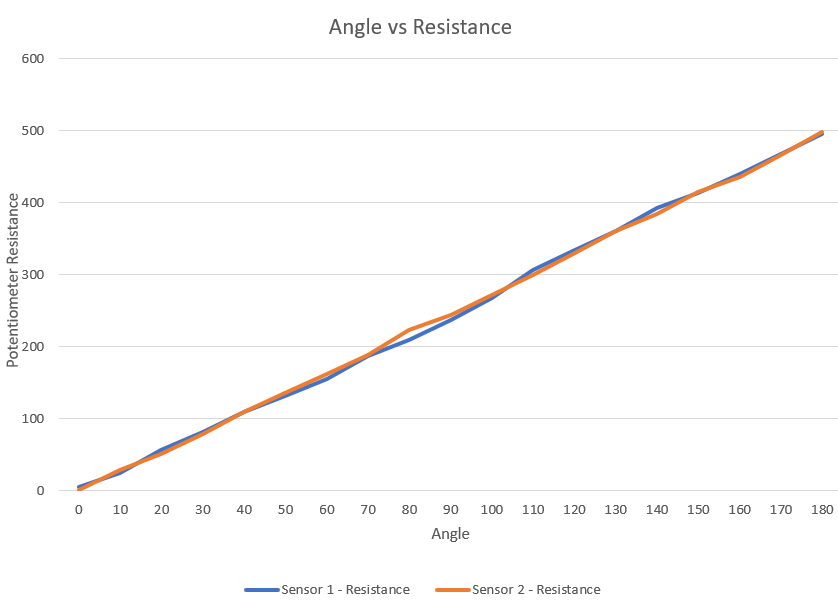 Angle vs Resistance
600
500
400
300
200
100
0
Potentiometer Resistance
0 10 20 30 40 50 60 70 80 90 100 110 120 130 140 150 160 170 180
Angle
Sensor 1 - Resistance Sensor 2 - Resistance